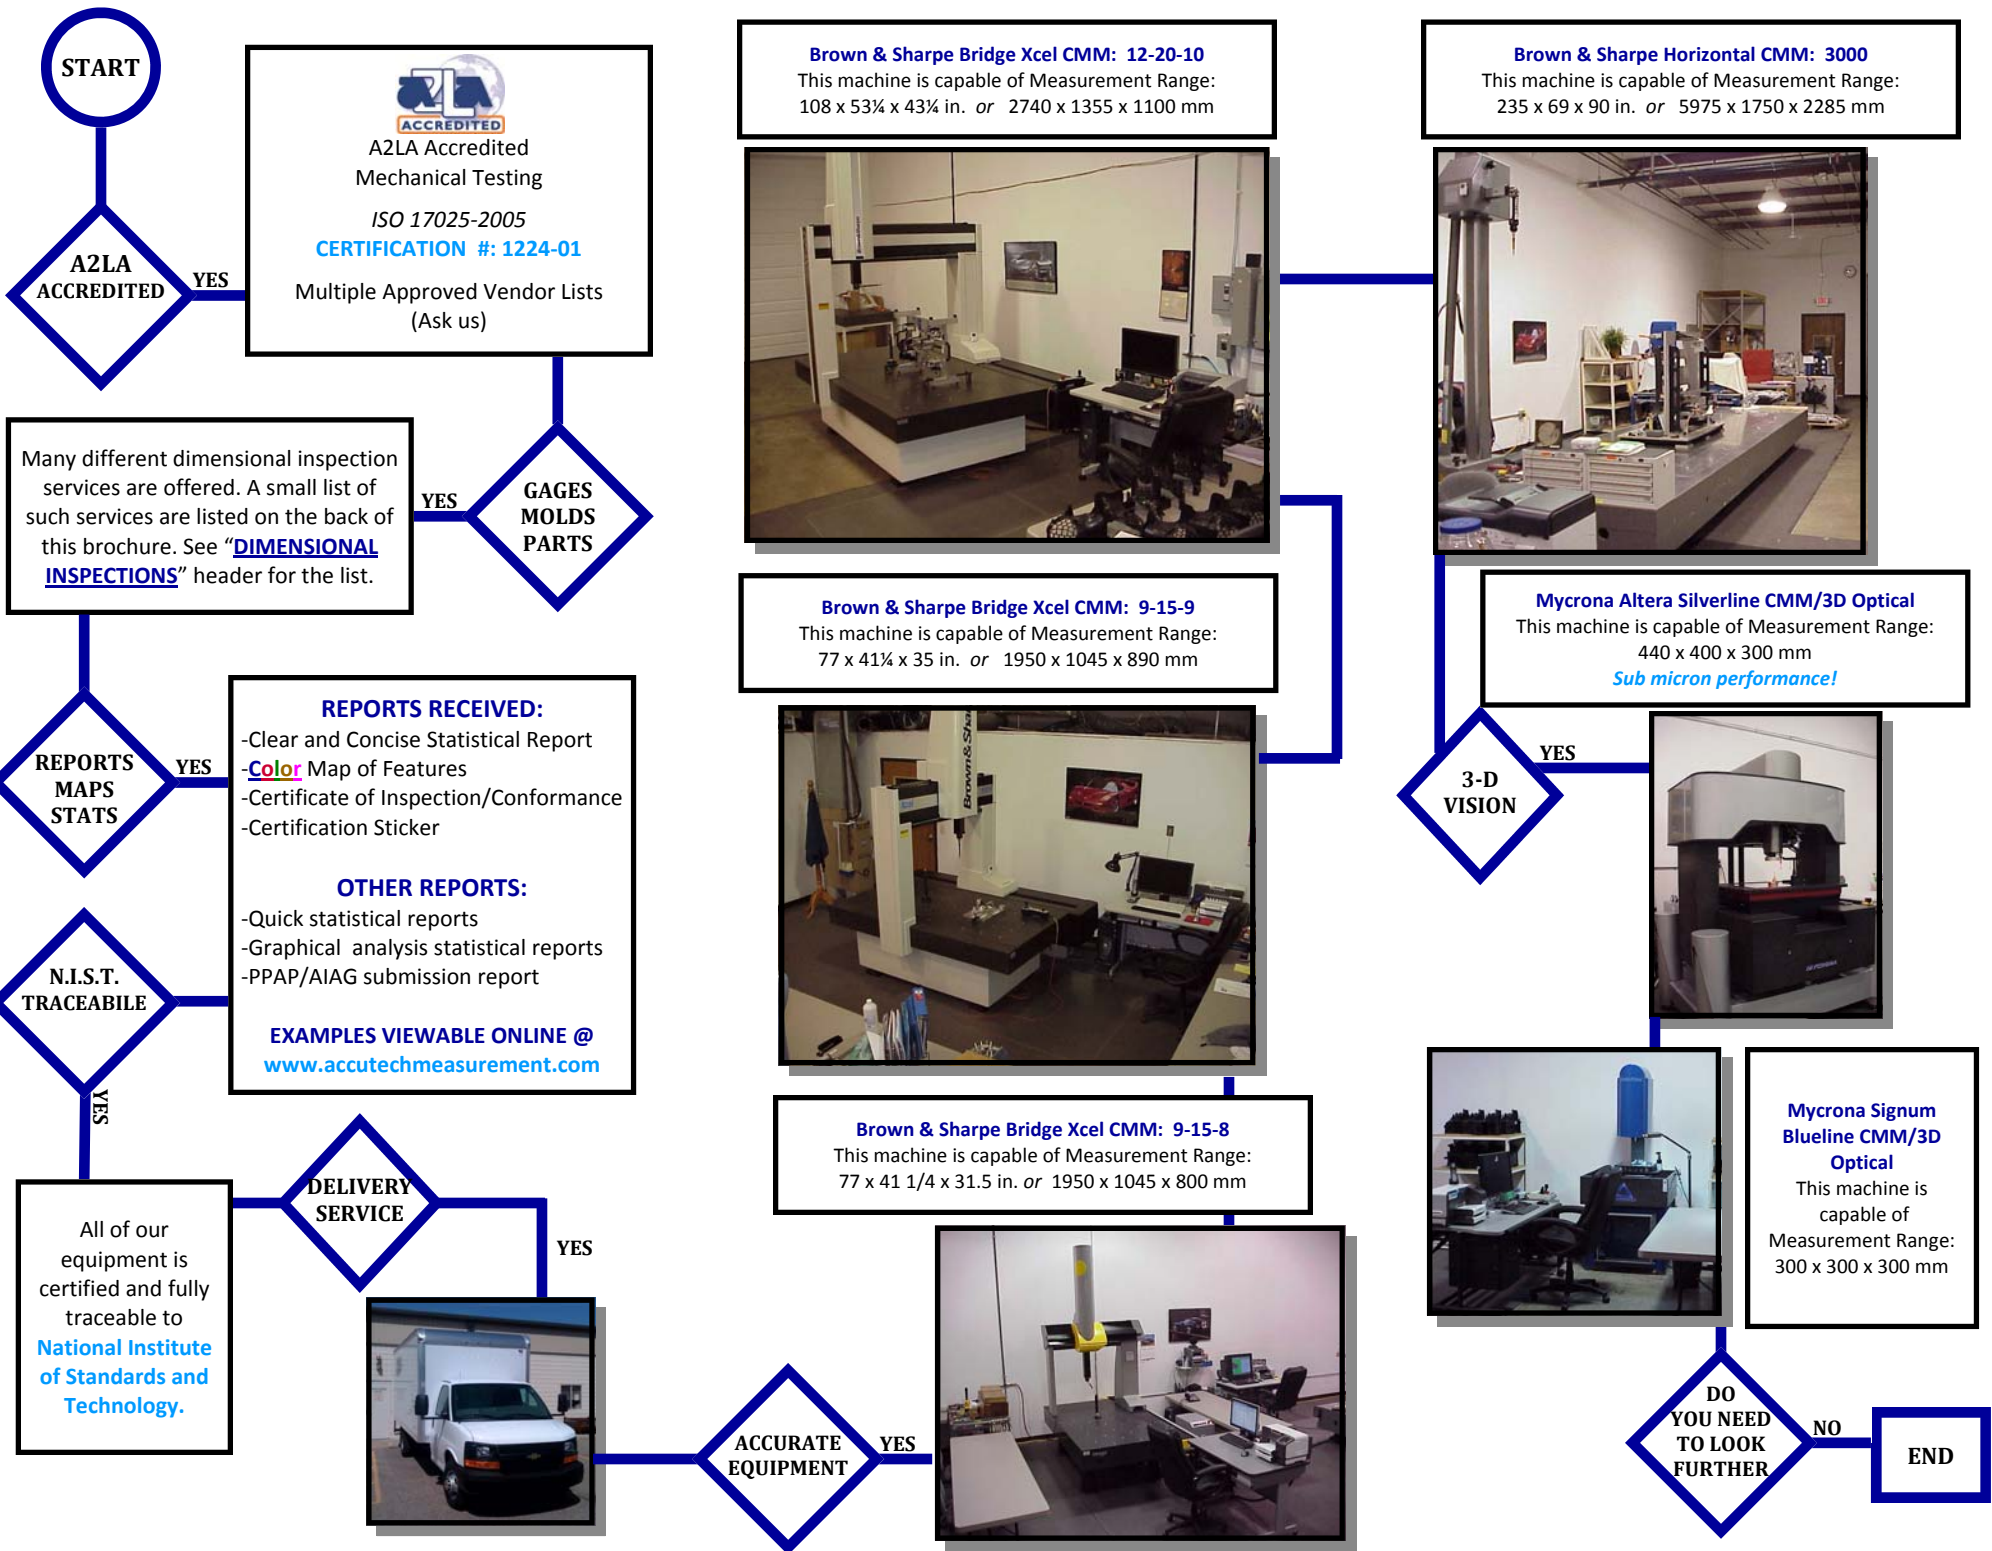 START
ACCREDITED
A2LA Accredited
Mechanical Testing
ISO 17025-2005
CERTIFICATION #: 1224-01
Multiple Approved Vendor Lists
(Ask us)
A2LA
ACCREDITED
YES
GAGES
MOLDS
PARTS
YES
Many different dimensional inspection
services are offered. A small list of
such services are listed on the back of
this brochure. See “DIMENSIONAL
INSPECTIONS” header for the list.
REPORTS
MAPS
STATS
YES
REPORTS RECEIVED:
-Clear and Concise Statistical Report
-Color Map of Features
-Certificate of Inspection/Conformance
-Certification Sticker
OTHER REPORTS:
-Quick statistical reports
-Graphical analysis statistical reports
-PPAP/AIAG submission report
EXAMPLES VIEWABLE ONLINE @
www.accutechmeasurement.com
N.I.S.T.
TRACEABILE
YES
All of our
equipment is
certified and fully
traceable to
National Institute
of Standards and
Technology.
DELIVERY
SERVICE
YES
ACCURATE
EQUIPMENT
YES
Brown & Sharpe Bridge Xcel CMM: 12-20-10
This machine is capable of Measurement Range:
108 x 53¼ x 43¼ in. or 2740 x 1355 x 1100 mm
Brown & Sharpe Bridge Xcel CMM: 9-15-9
This machine is capable of Measurement Range:
77 x 41¼ x 35 in. or 1950 x 1045 x 890 mm
Brown & Sha
Brown & Sharpe Bridge Xcel CMM: 9-15-8
This machine is capable of Measurement Range:
77 x 41 1/4 x 31.5 in. or 1950 x 1045 x 800 mm
Brown & Sharpe Horizontal CMM: 3000
This machine is capable of Measurement Range:
235 x 69 x 90 in. or 5975 x 1750 x 2285 mm
Mycrona Altera Silverline CMM/3D Optical
This machine is capable of Measurement Range:
440 x 400 x 300 mm
Sub micron performance!
3-D
VISION
YES
Mycrona Signum
Blueline CMM/3D
Optical
This machine is
capable of
Measurement Range:
300 x 300 x 300 mm
DO
YOU NEED
TO LOOK
FURTHER
NO
END